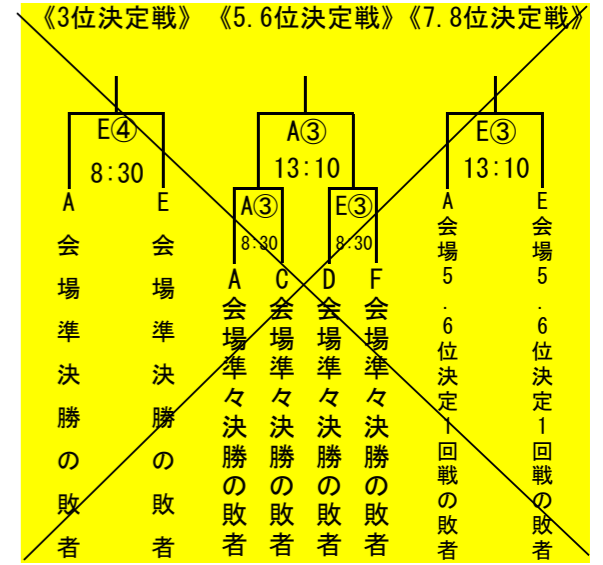 《3位決定戦》 《5.6位決定戦》《7.8位決定戦》
E④
8:30
A会場準決勝の敗者
E会場準決勝の敗者
A③
13:10
A③
8:30
E③
8:30
A会場準々決勝の敗者
C会場準々決勝の敗者
D会場準々決勝の敗者
F会場準々決勝の敗者
E③
13:10
A会場5.6位決定1回戦の敗者
E会場5.6位決定1回戦の敗者